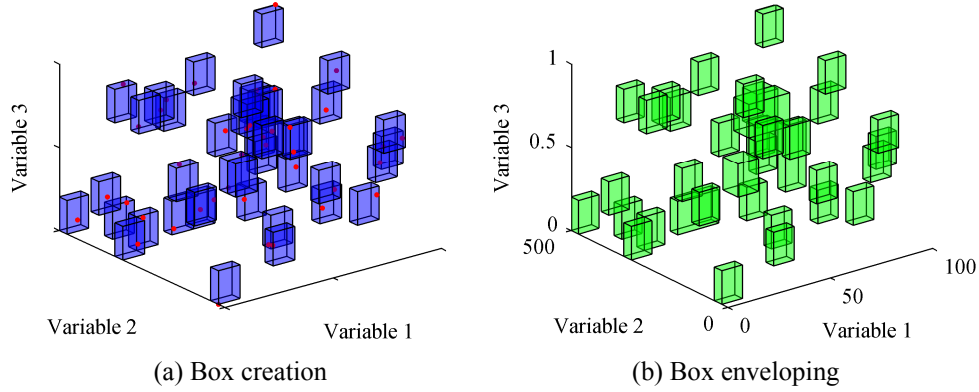 Variable 3
Variable 2
Variable 1
(a) Box creation
1
0.5
0
500
0
0
50
100
Variable 3
Variable 2
Variable 1
(b) Box enveloping